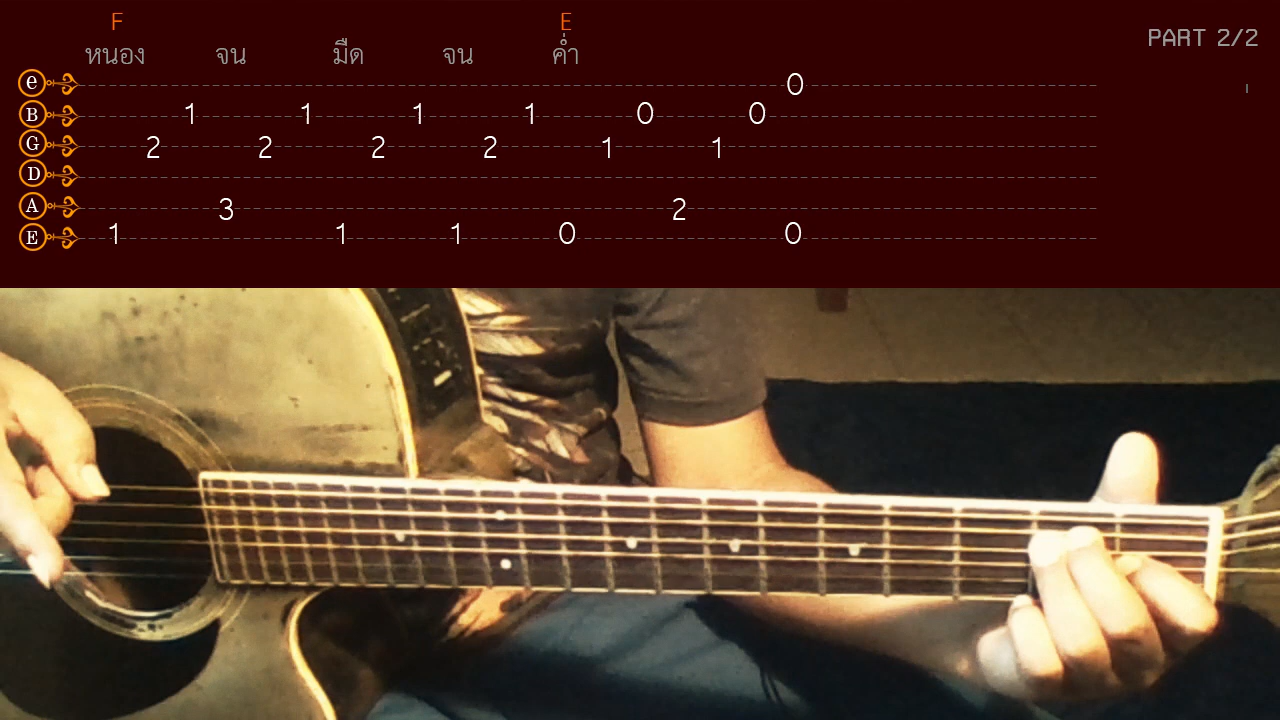 F E
PART 2/2
หนอง จน มืด จน ค่ำ
e 0
B 1 1 1 1 0 0
G 2 2 2 2 1 1
D
A 3 2
E 1 1 1 0 0